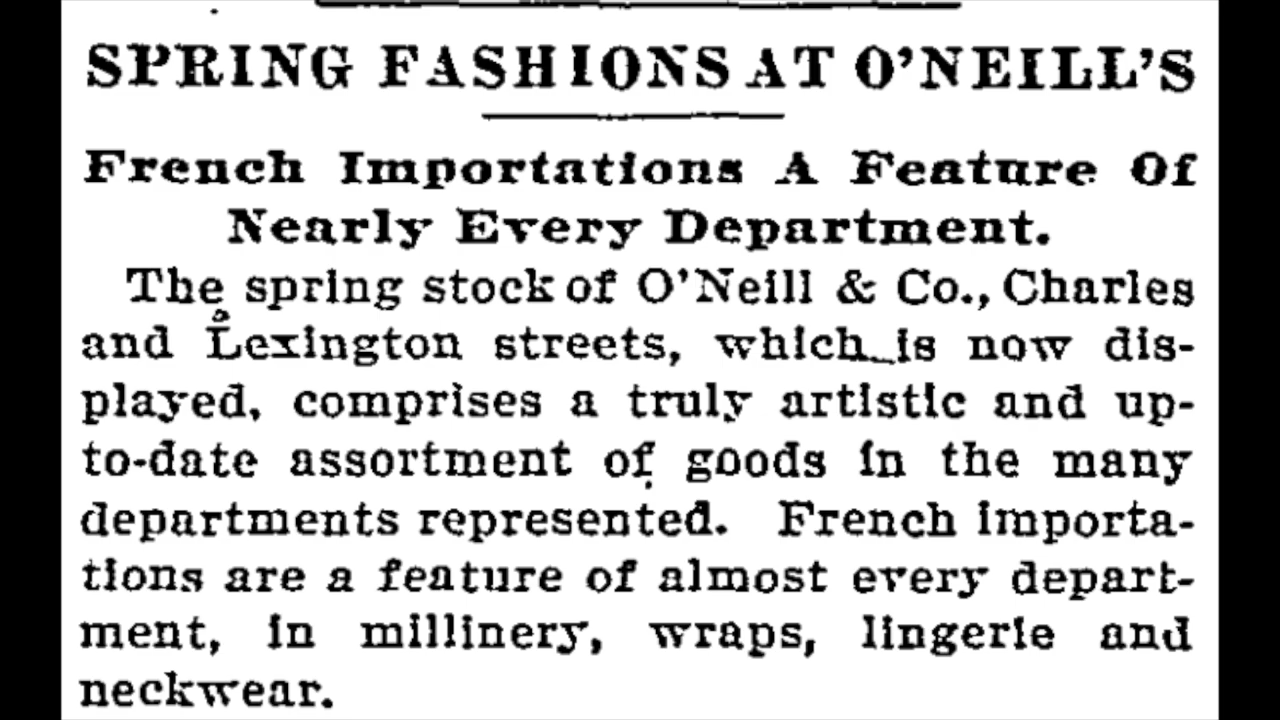 SPRING FASHIONS AT O'NEILL'S
French Importations A Feature Of
Nearly Every Department.
The spring stock of O'Neill & Co., Charles
and Lexington streets, which is now dis-
played, comprises a truly artistic and up-
to-date assortment of goods in the many
departments represented. French importa-
tions are a feature of almost every depart-
ment, in millinery, wraps, lingerie and
neckwear.